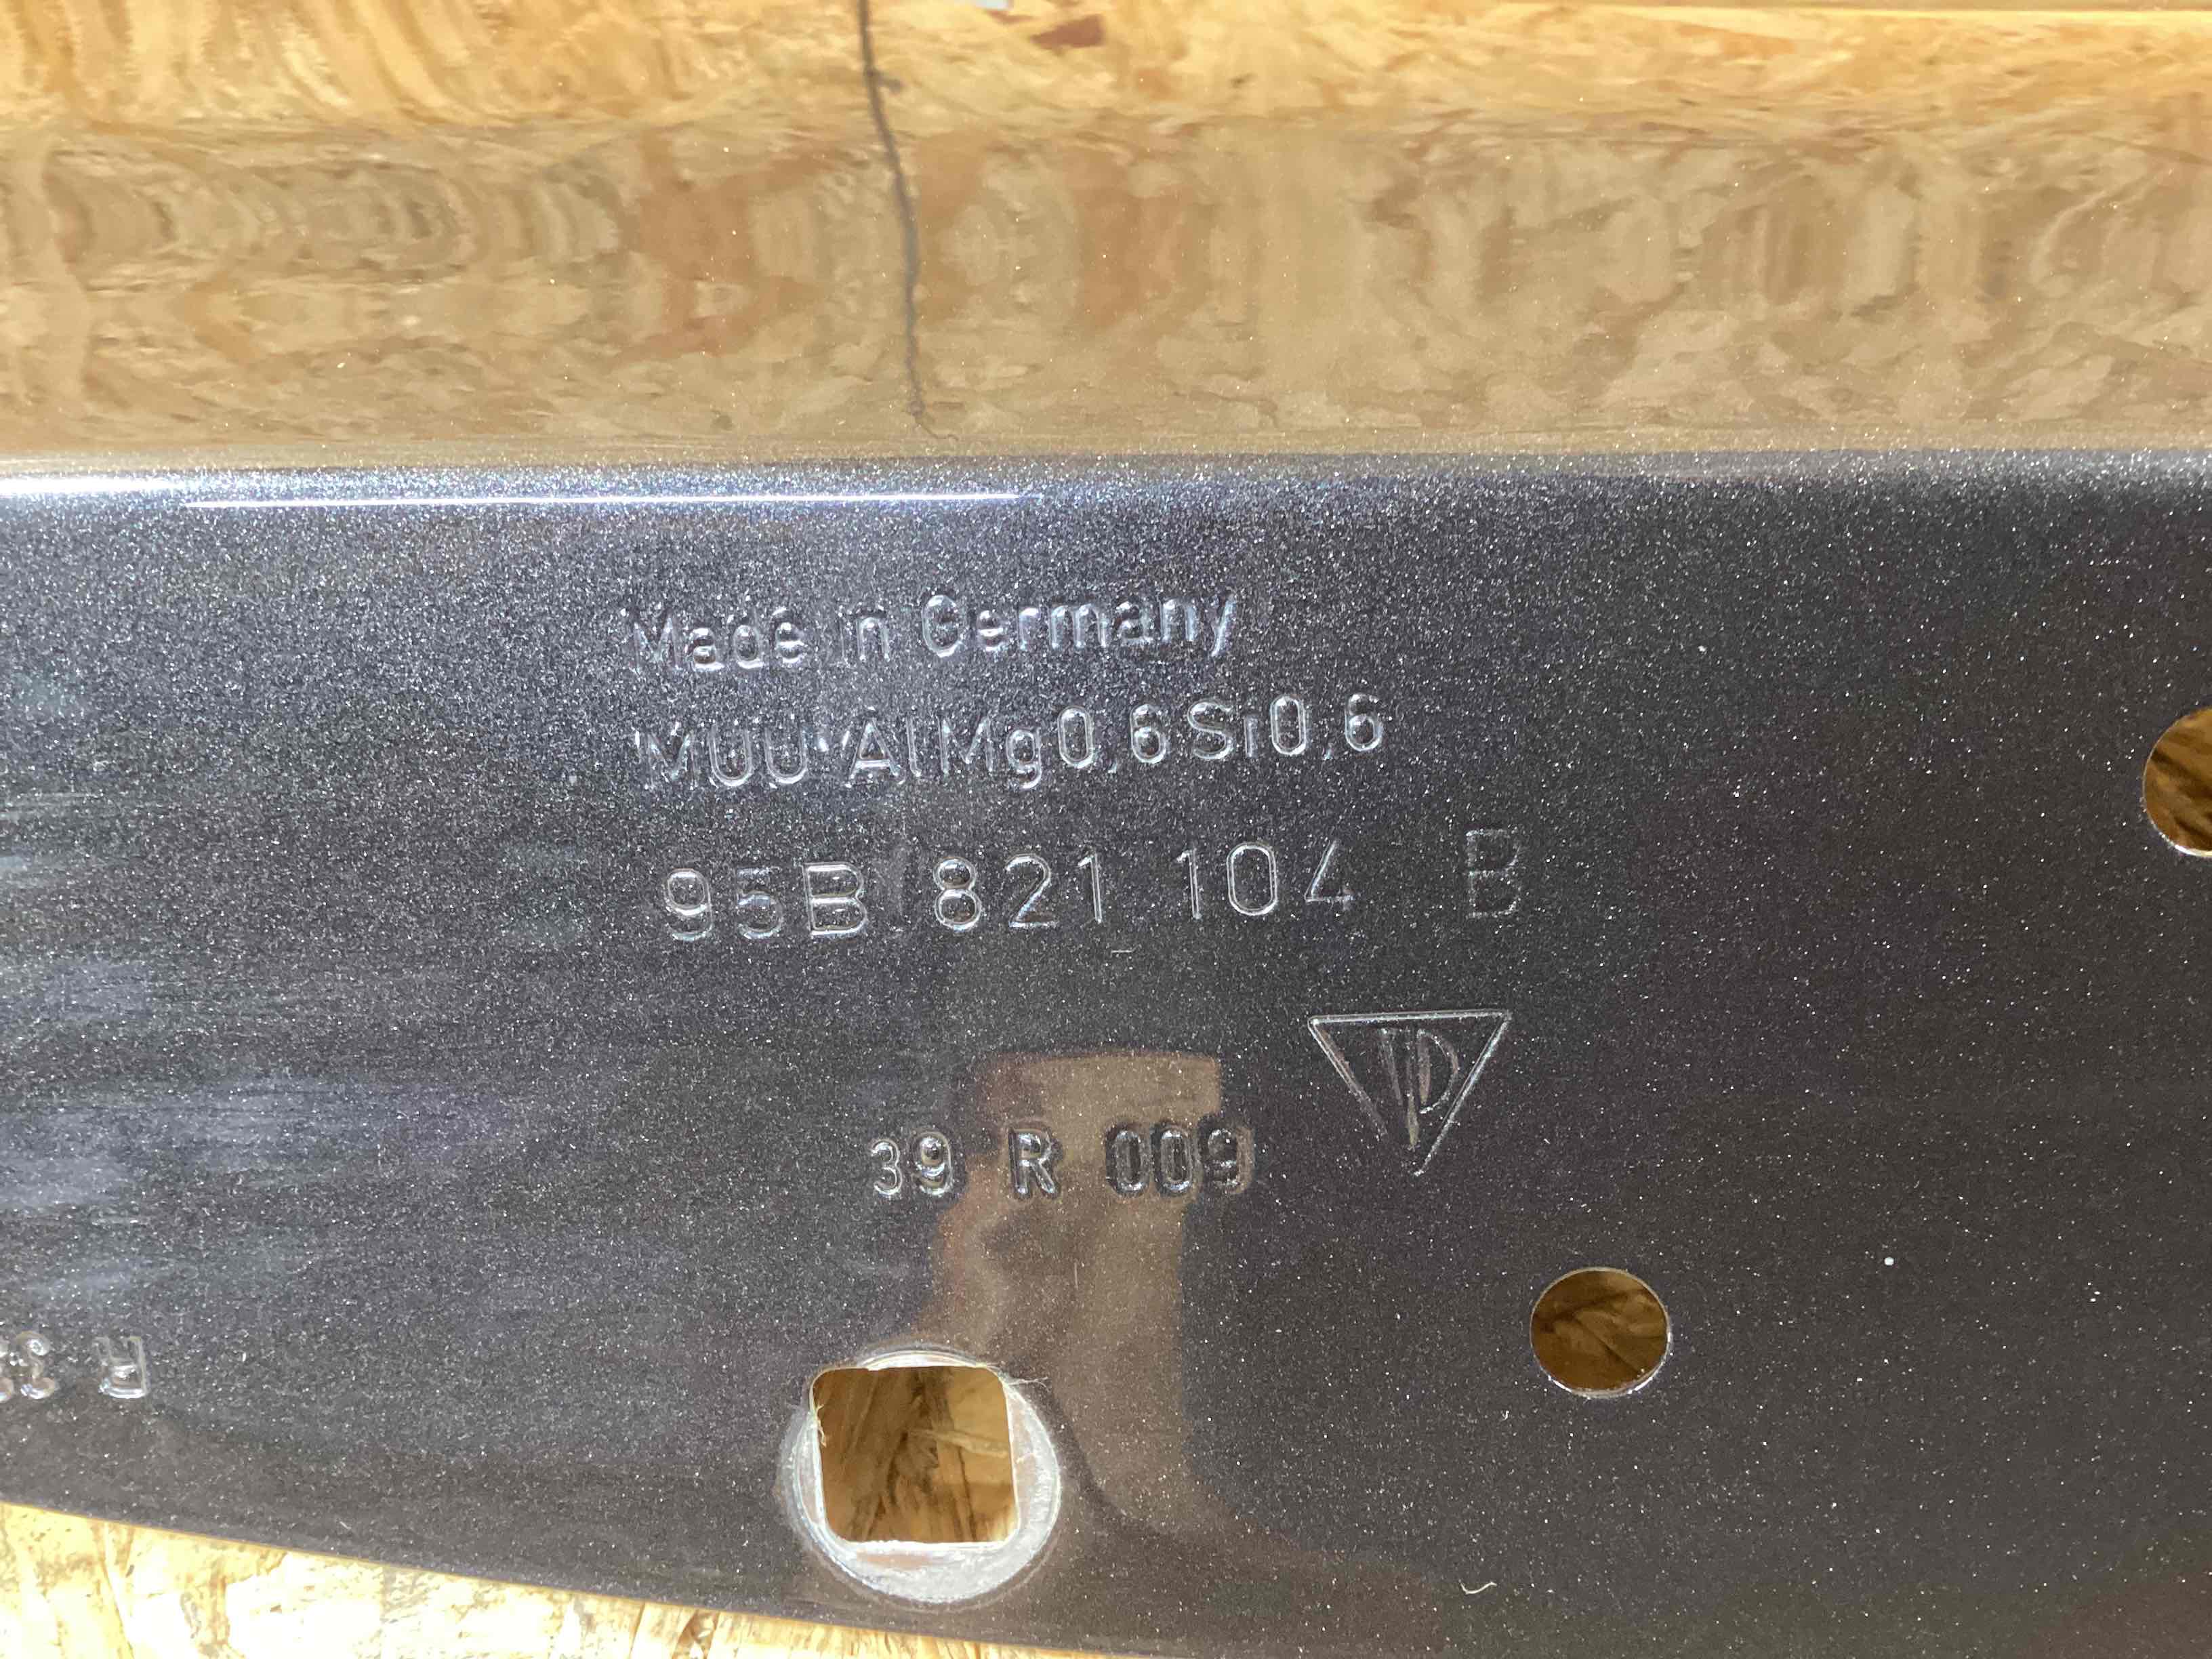 Made in Germany
MUU AlMg0,6Si0,6
95B 821 104 B
39 R 009
R